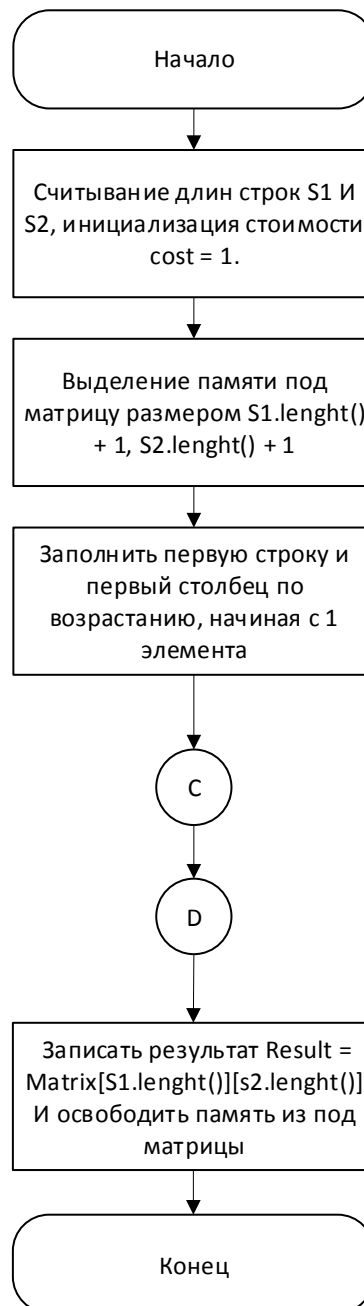 Начало
Считывание длин строк S1 И
S2, инициализация стоимости
cost = 1.
Выделение памяти под
матрицу размером S1.lenght()
+ 1, S2.lenght() + 1
Заполнить первую строку и
первый столбец по
возрастанию, начиная с 1
элемента
C
D
Записать результат Result =
Matrix[S1.lenght()][s2.lenght()]
И освободить память из под
матрицы
Конец